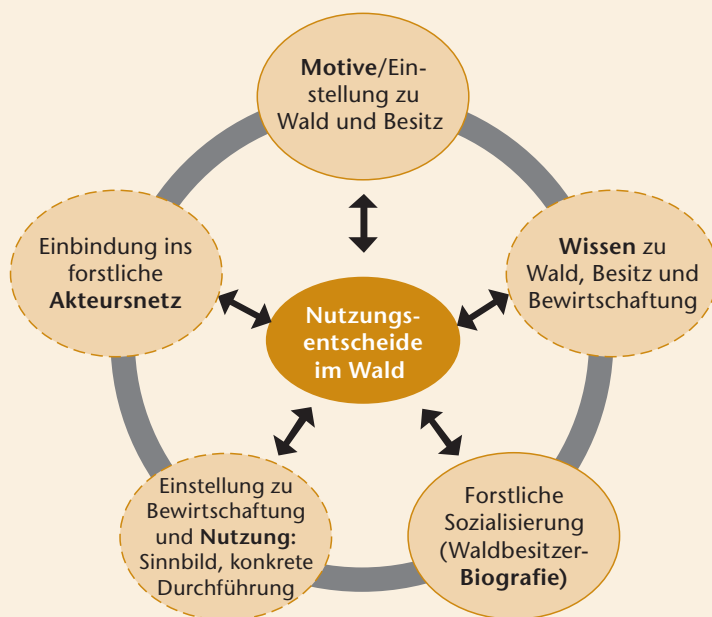 Motive/Ein-
stellung zu
Wald und Besitz
Einbindung ins
forstliche
Akteursnetz
Wissen zu
Wald, Besitz und
Bewirtschaftung
Nutzungs-
entscheide
im Wald
Einstellung zu
Bewirtschaftung
und Nutzung:
Sinnbild, konkrete
Durchführung
Forstliche
Sozialisierung
(Waldbesitzer-
Biografie)